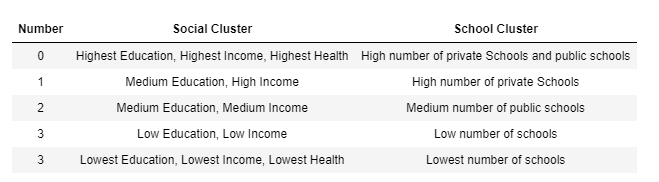 Number Social Cluster School Cluster
0 Highest Education, Highest Income, Highest Health High number of private Schools and public schools
1 Medium Education, High Income High number of private Schools
2 Medium Education, Medium Income Medium number of public schools
3 Low Education, Low Income Low number of schools
3 Lowest Education, Lowest Income, Lowest Health Lowest number of schools